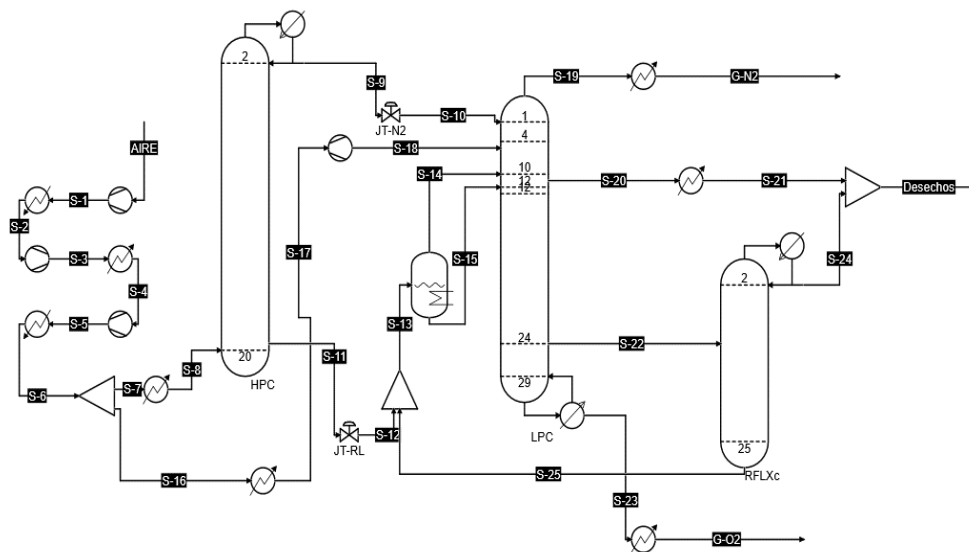 2
S-9
JT-N2
S-10
S-19
G-N2
1
4
AIRE
S-18
S-14
10
12
12
S-20
S-21
Desechos
S-1
S-2
S-3
S-4
S-5
S-6
S-7
S-8
S-17
S-15
S-13
S-24
2
20
HPC
S-11
24
S-22
29
LPC
JT-RL
S-12
25
RFLXc
S-16
S-25
S-23
G-O2